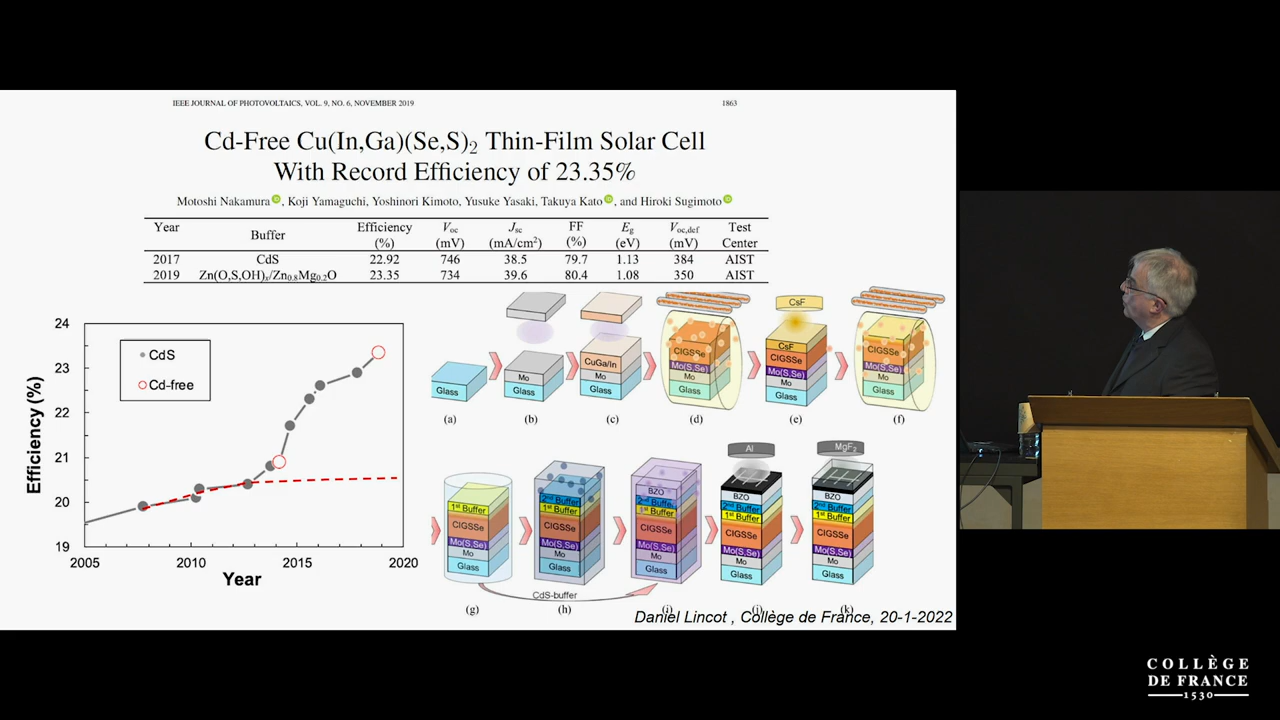 IEEE JOURNAL OF PHOTOVOLTAICS, VOL. 9, NO. 6, NOVEMBER 2019 1863
Cd-Free Cu(In,Ga)(Se,S)2 Thin-Film Solar Cell
With Record Efficiency of 23.35%
Motoshi Nakamura, Koji Yamaguchi, Yoshinori Kimoto, Yusuke Yasaki, Takuya Kato, and Hiroki Sugimoto
Year Buffer Efficiency (%) Voc (mV) Jsc (mA/cm2) FF (%) Eg (eV) Voc,def (mV) Test Center
2017 CdS 22.92 746 38.5 79.7 1.13 384 AIST
2019 Zn(O,S,OH)x/Zn0.8Mg0.2O 23.35 734 39.6 80.4 1.08 350 AIST
24
23
22
21
20
19
Efficiency (%)
CdS
Cd-free
2005 2010 2015 2020
Year
Glass
(a)
Mo
Glass
(b)
CuGa/In
Mo
Glass
(c)
CIGSSe
Mo(S,Se)
Mo
Glass
(d)
CsF
CsF
CIGSSe
Mo(S,Se)
Mo
Glass
(e)
CIGSSe
Mo(S,Se)
Mo
Glass
(f)
1st Buffer
CIGSSe
Mo(S,Se)
Mo
Glass
(g)
2nd Buffer
1st Buffer
CIGSSe
Mo(S,Se)
Mo
Glass
(h)
BZO
2nd Buffer
1st Buffer
CIGSSe
Mo(S,Se)
Mo
Glass
(i)
Al
BZO
2nd Buffer
1st Buffer
CIGSSe
Mo(S,Se)
Mo
Glass
(j)
MgF2
BZO
2nd Buffer
1st Buffer
CIGSSe
Mo(S,Se)
Mo
Glass
(k)
CdS-buffer
Daniel Lincot , Collège de France, 20-1-2022
COLLÈGE
DE FRANCE
1530